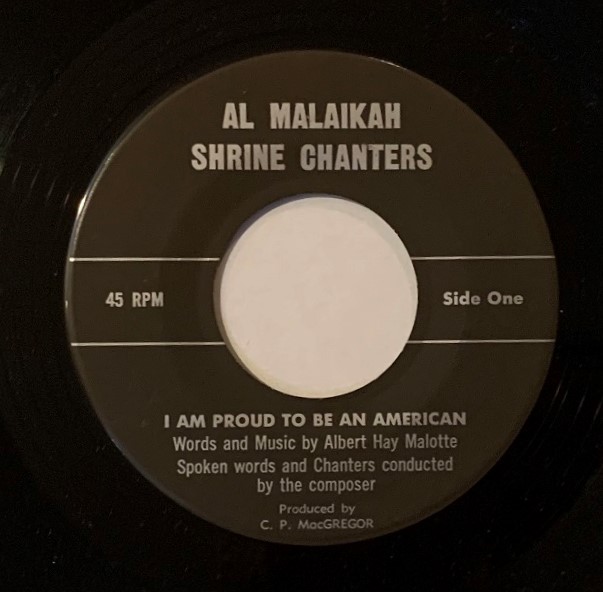 AL MALAIKAH
SHRINE CHANTERS
45 RPM
Side One
I AM PROUD TO BE AN AMERICAN
Words and Music by Albert Hay Malotte
Spoken words and Chanters conducted
by the composer
Produced by
C. P. MacGREGOR